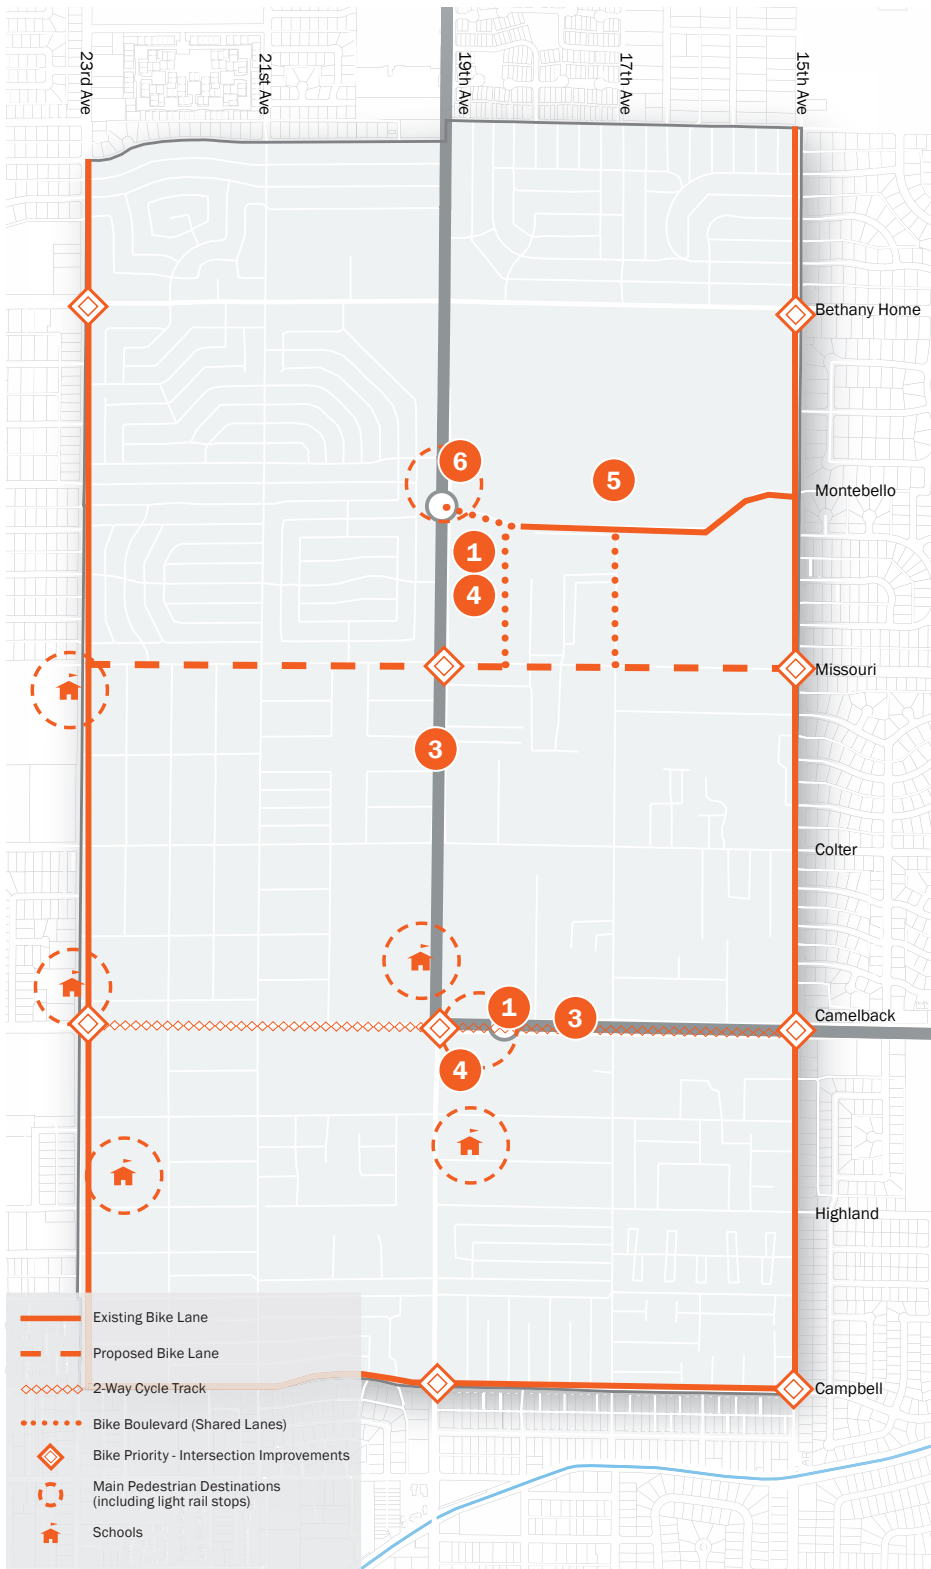 23rd Ave
21st Ave
19th Ave
17th Ave
15th Ave
Bethany Home
6
5
Montebello
1
4
Missouri
3
Colter
1
3
Camelback
4
Highland
Existing Bike Lane
Proposed Bike Lane
2-Way Cycle Track
Campbell
Bike Boulevard (Shared Lanes)
Bike Priority - Intersection Improvements
Main Pedestrian Destinations
(including light rail stops)
Schools